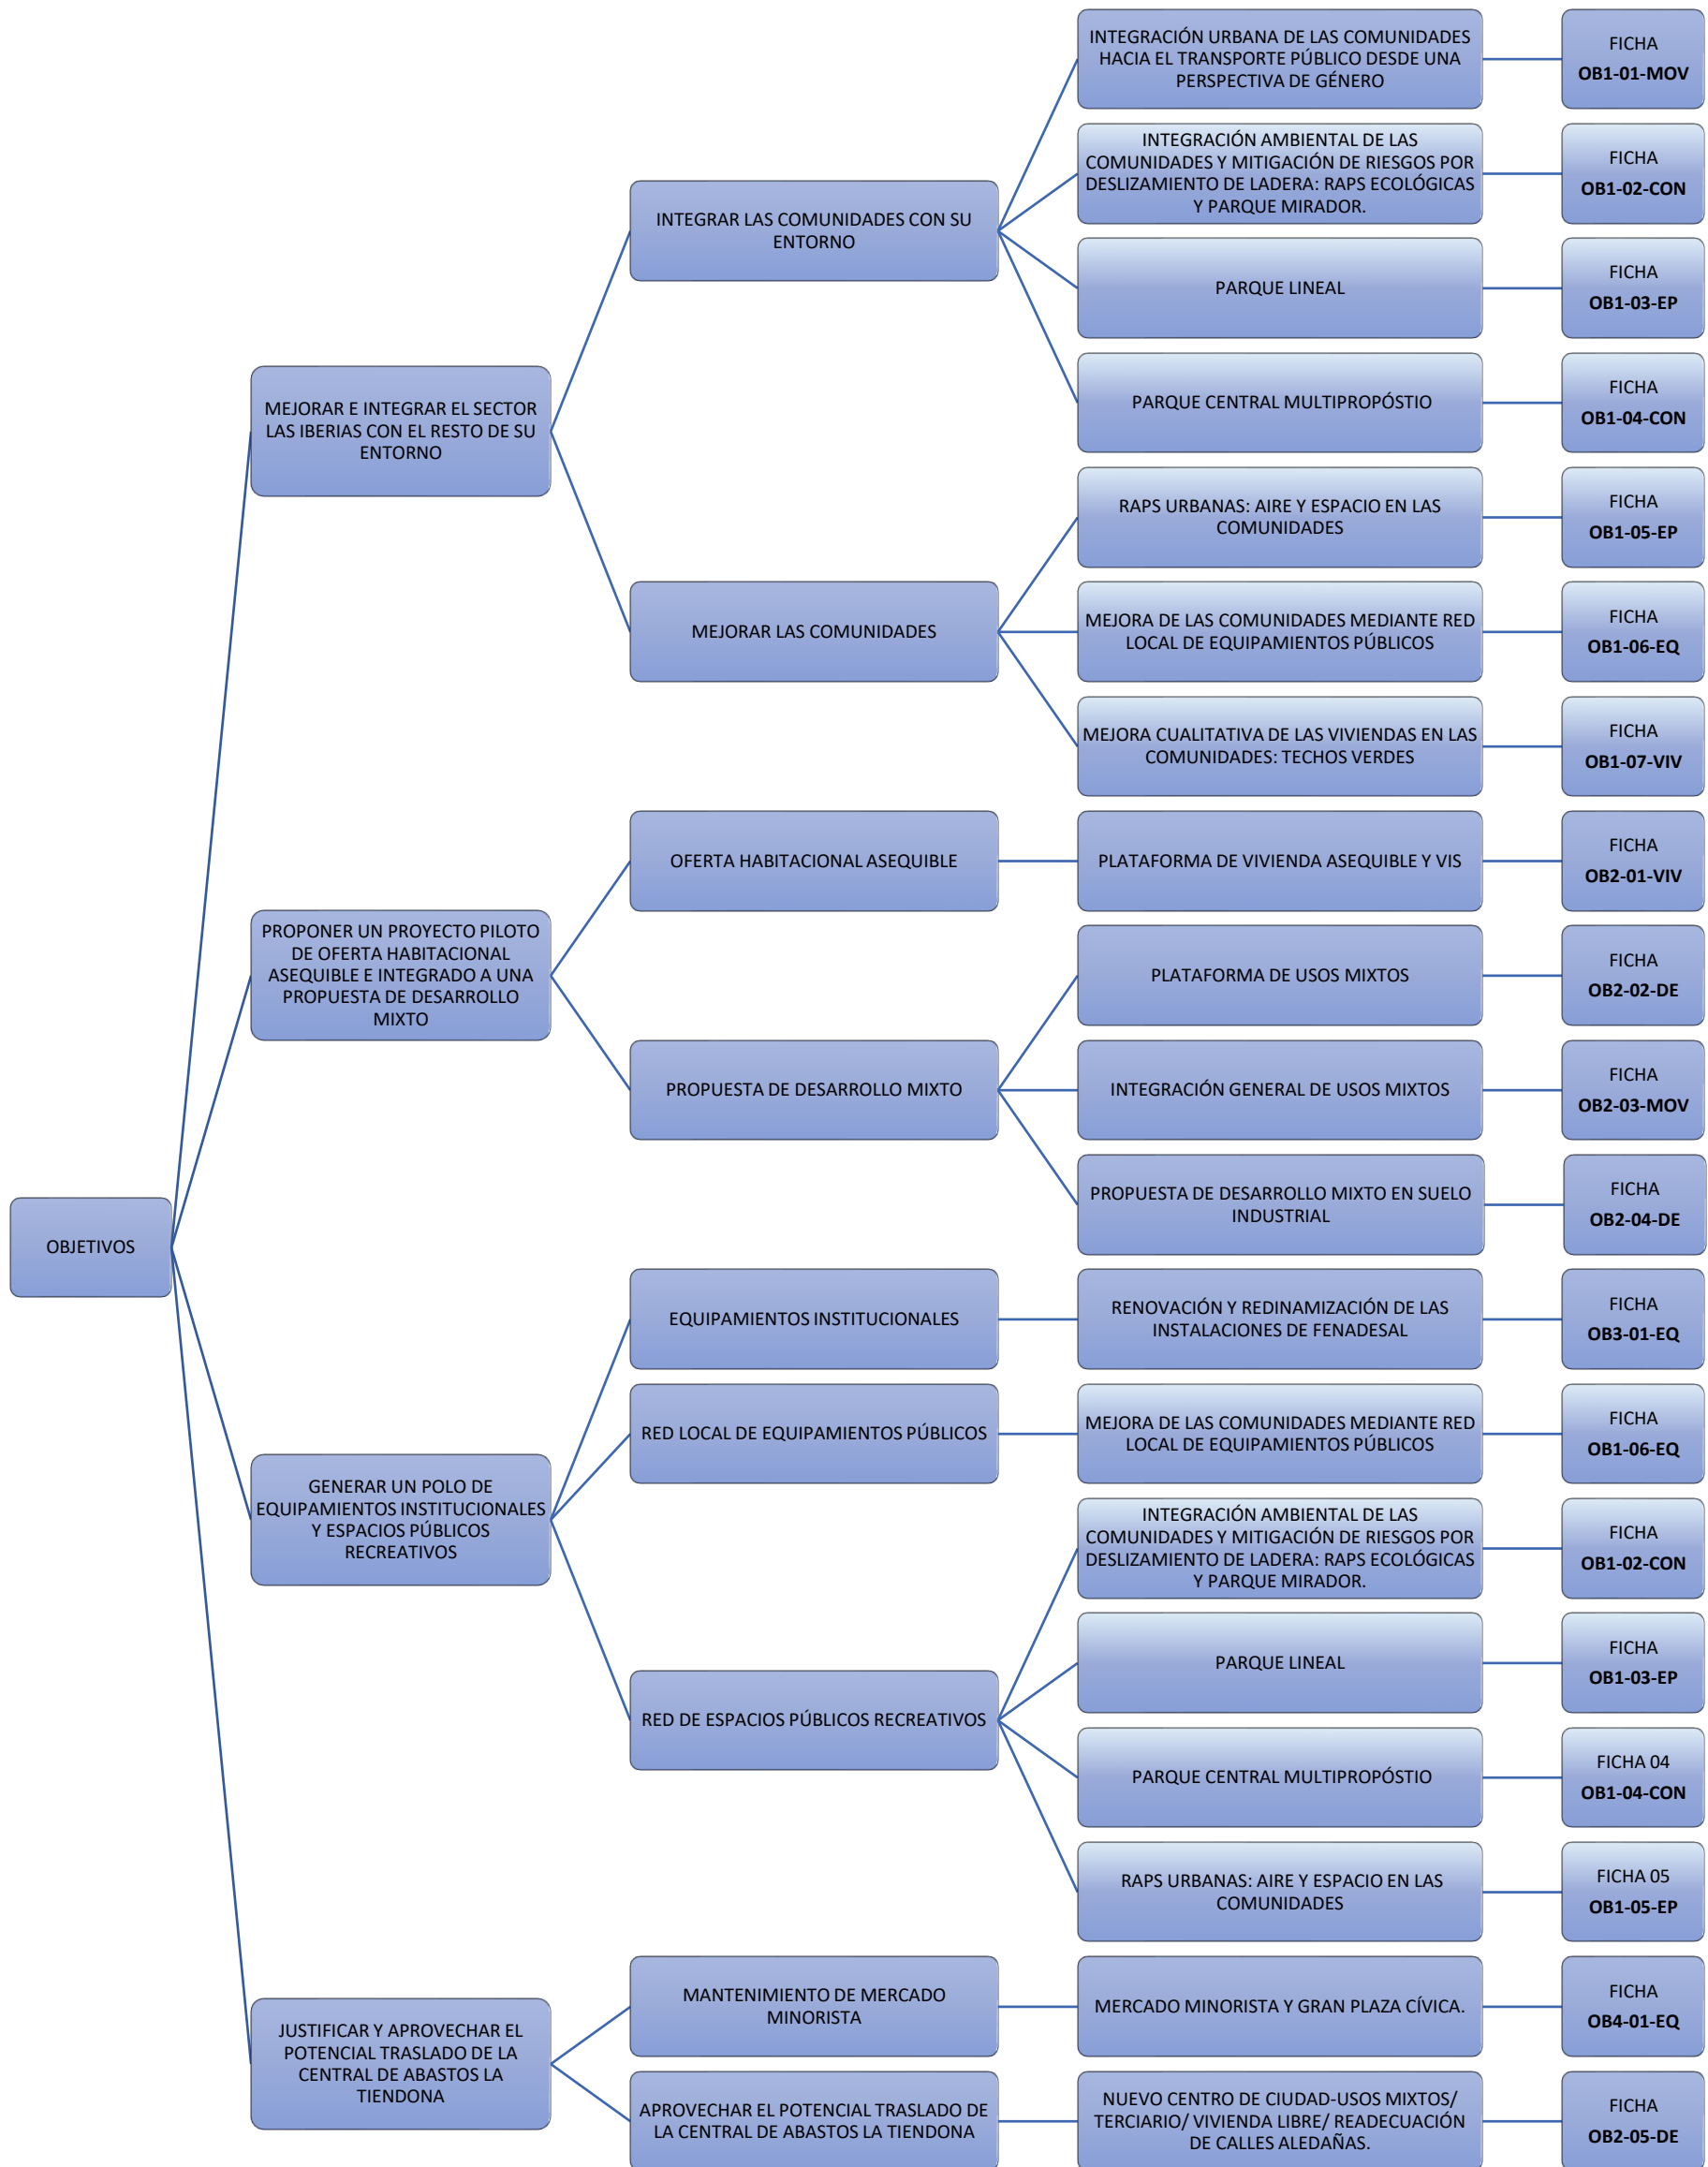 OBJETIVOS
MEJORAR E INTEGRAR EL SECTOR
LAS IBERIAS CON EL RESTO DE SU
ENTORNO
INTEGRAR LAS COMUNIDADES CON SU
ENTORNO
INTEGRACIÓN URBANA DE LAS COMUNIDADES
HACIA EL TRANSPORTE PÚBLICO DESDE UNA
PERSPECTIVA DE GÉNERO
FICHA
OB1-01-MOV
INTEGRACIÓN AMBIENTAL DE LAS
COMUNIDADES Y MITIGACIÓN DE RIESGOS POR
DESLIZAMIENTO DE LADERA: RAPS ECOLÓGICAS
Y PARQUE MIRADOR.
FICHA
OB1-02-CON
PARQUE LINEAL
FICHA
OB1-03-EP
PARQUE CENTRAL MULTIPROPÓSTIO
FICHA
OB1-04-CON
MEJORAR LAS COMUNIDADES
RAPS URBANAS: AIRE Y ESPACIO EN LAS
COMUNIDADES
FICHA
OB1-05-EP
MEJORA DE LAS COMUNIDADES MEDIANTE RED
LOCAL DE EQUIPAMIENTOS PÚBLICOS
FICHA
OB1-06-EQ
MEJORA CUALITATIVA DE LAS VIVIENDAS EN LAS
COMUNIDADES: TECHOS VERDES
FICHA
OB1-07-VIV
PROPONER UN PROYECTO PILOTO
DE OFERTA HABITACIONAL
ASEQUIBLE E INTEGRADO A UNA
PROPUESTA DE DESARROLLO
MIXTO
OFERTA HABITACIONAL ASEQUIBLE
PLATAFORMA DE VIVIENDA ASEQUIBLE Y VIS
FICHA
OB2-01-VIV
PROPUESTA DE DESARROLLO MIXTO
PLATAFORMA DE USOS MIXTOS
FICHA
OB2-02-DE
INTEGRACIÓN GENERAL DE USOS MIXTOS
FICHA
OB2-03-MOV
PROPUESTA DE DESARROLLO MIXTO EN SUELO
INDUSTRIAL
FICHA
OB2-04-DE
GENERAR UN POLO DE
EQUIPAMIENTOS INSTITUCIONALES
Y ESPACIOS PÚBLICOS
RECREATIVOS
EQUIPAMIENTOS INSTITUCIONALES
RENOVACIÓN Y REDINAMIZACIÓN DE LAS
INSTALACIONES DE FENADESAL
FICHA
OB3-01-EQ
RED LOCAL DE EQUIPAMIENTOS PÚBLICOS
MEJORA DE LAS COMUNIDADES MEDIANTE RED
LOCAL DE EQUIPAMIENTOS PÚBLICOS
FICHA
OB1-06-EQ
RED DE ESPACIOS PÚBLICOS RECREATIVOS
INTEGRACIÓN AMBIENTAL DE LAS
COMUNIDADES Y MITIGACIÓN DE RIESGOS POR
DESLIZAMIENTO DE LADERA: RAPS ECOLÓGICAS
Y PARQUE MIRADOR.
FICHA
OB1-02-CON
PARQUE LINEAL
FICHA
OB1-03-EP
PARQUE CENTRAL MULTIPROPÓSTIO
FICHA 04
OB1-04-CON
RAPS URBANAS: AIRE Y ESPACIO EN LAS
COMUNIDADES
FICHA 05
OB1-05-EP
JUSTIFICAR Y APROVECHAR EL
POTENCIAL TRASLADO DE LA
CENTRAL DE ABASTOS LA
TIENDONA
MANTENIMIENTO DE MERCADO
MINORISTA
MERCADO MINORISTA Y GRAN PLAZA CÍVICA.
FICHA
OB4-01-EQ
APROVECHAR EL POTENCIAL TRASLADO DE
LA CENTRAL DE ABASTOS LA TIENDONA
NUEVO CENTRO DE CIUDAD-USOS MIXTOS/
TERCIARIO/ VIVIENDA LIBRE/ READECUACIÓN
DE CALLES ALEDAÑAS.
FICHA
OB2-05-DE